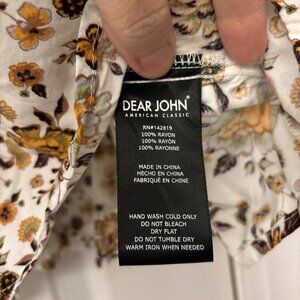 DEAR JOHN
AMERICAN CLASSIC
RN#142819
100% RAYON
100% RAYON
100% RAYONNE
MADE IN CHINA
HECHO EN CHINA
FABRIQUÉ EN CHINE
HAND WASH COLD ONLY
DO NOT BLEACH
DRY FLAT
DO NOT TUMBLE DRY
WARM IRON WHEN NEEDED